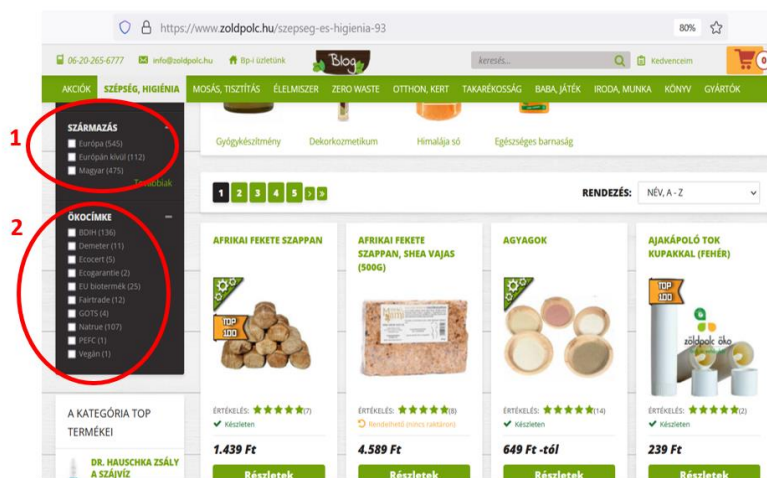 https://www.zoldpolc.hu/szepseg-es-higienia-93
80%
06-20-265-6777
info@zoldpolc.hu
Bp-i üzletünk
Blog
keresés...
Kedvenceim
0
AKCIÓK SZÉPSÉG, HIGIÉNIA MOSÁS, TISZTÍTÁS ÉLELMISZER ZERO WASTE OTTHON, KERT TAKARÉKOSSÁG BABA, JÁTÉK IRODA, MUNKA KÖNYV GYÁRTÓK
1
SZÁRMAZÁS
Európa (545)
Európán kívül (112)
Magyar (475)
Továbbiak
2
ÖKOCÍMKE
BDIH (136)
Demeter (11)
Ecocert (5)
Ecogarantie (2)
EU biotermék (25)
Fairtrade (12)
GOTS (4)
Natrue (107)
PEFC (1)
Vegán (1)
A KATEGÓRIA TOP
TERMÉKEI
DR. HAUSCHKA ZSÁLY
A SZÁJVÍZ
Gyógykészítmény Dekorkozmetikum Himalája só Egészséges barnaság
1 2 3 4 5 › »
RENDEZÉS: NÉV, A - Z
AFRIKAI FEKETE SZAPPAN
TOP
100
ÉRTÉKELÉS: (7)
Készleten
1.439 Ft
Részletek
AFRIKAI FEKETE
SZAPPAN, SHEA VAJAS
(500G)
ÉRTÉKELÉS: (8)
Rendelhető (nincs raktáron)
4.589 Ft
Részletek
AGYAGOK
ÉRTÉKELÉS: (14)
Készleten
649 Ft -tól
Részletek
AJAKÁPOLÓ TOK
KUPAKKAL (FEHÉR)
TOP
100
zöldpolc öko
ÉRTÉKELÉS: (2)
Készleten
239 Ft
Részletek